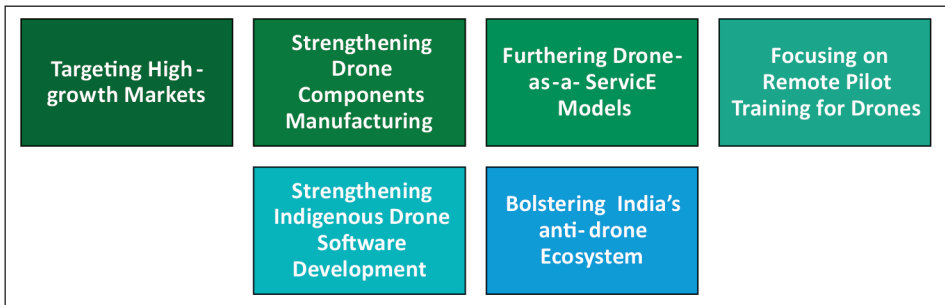 Targeting High-
growth Markets
Strengthening
Drone
Components
Manufacturing
Furthering Drone-
as-a- ServicE
Models
Focusing on
Remote Pilot
Training for Drones
Strengthening
Indigenous Drone
Software
Development
Bolstering India’s
anti-drone
Ecosystem